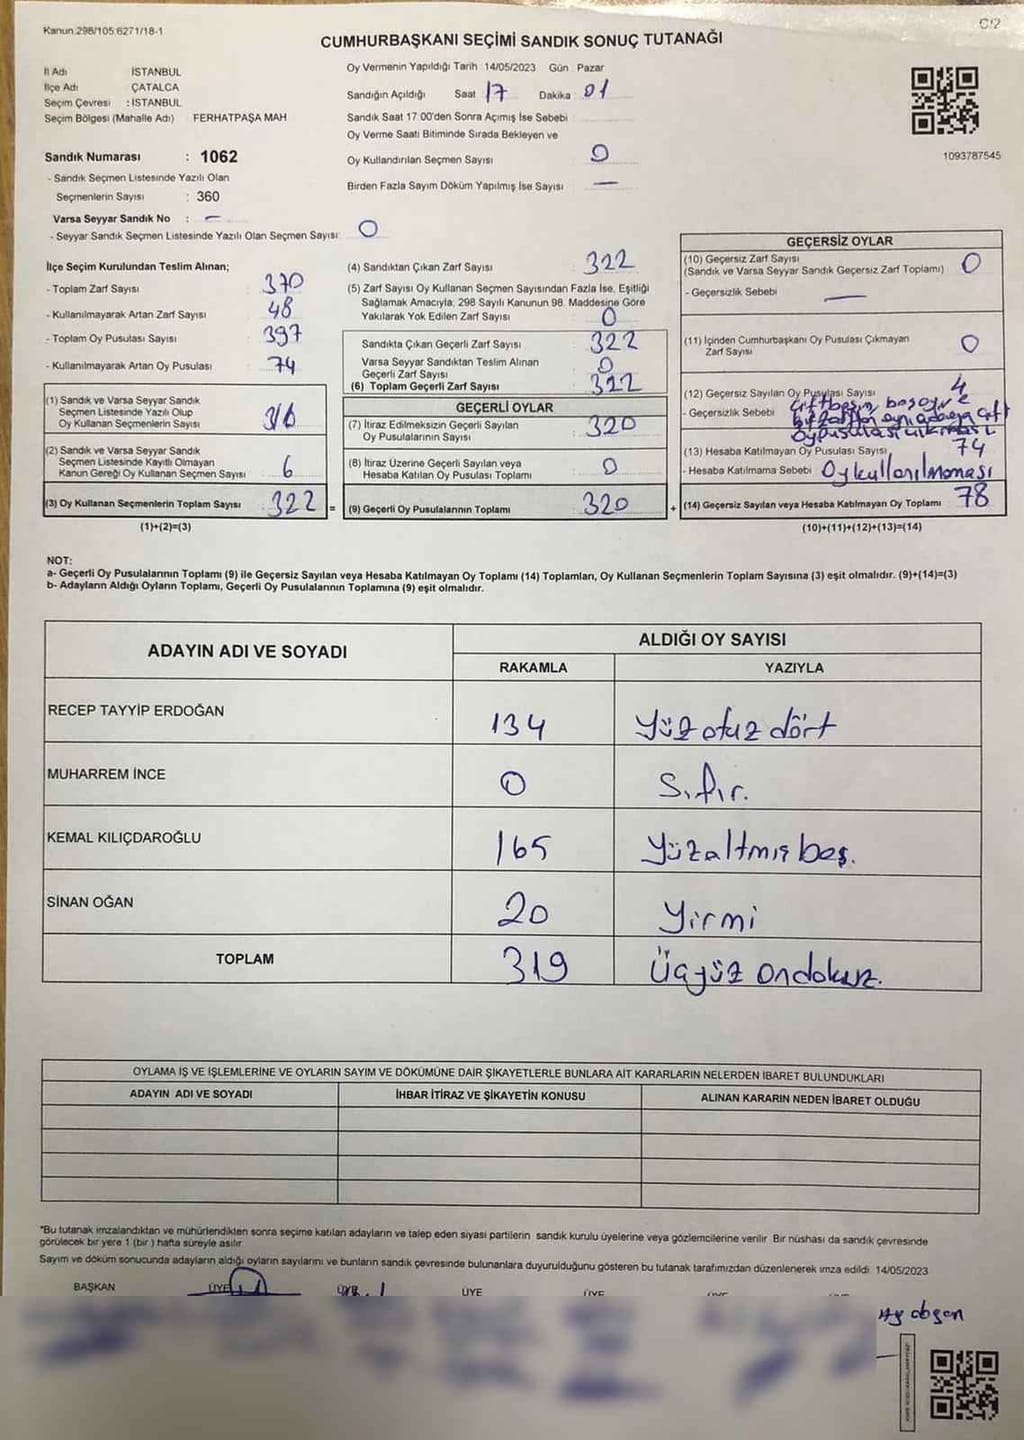 Kanun:298/105:6271/18-1
C/2
CUMHURBAŞKANI SEÇİMİ SANDIK SONUÇ TUTANAĞI
İl Adı İSTANBUL
İlçe Adı ÇATALCA
Seçim Çevresi : İSTANBUL
Seçim Bölgesi (Mahalle Adı) FERHATPAŞA MAH
Oy Vermenin Yapıldığı Tarih 14/05/2023 Gün Pazar
Sandığın Açıldığı Saat 17 Dakika 01
Sandık Saat 17.00'den Sonra Açımış İse Sebebi
Oy Verme Saati Bitiminde Sırada Bekleyen ve
Oy Kullandırılan Seçmen Sayısı 0
Birden Fazla Sayım Döküm Yapılmış İse Sayısı —
1093787545
Sandık Numarası : 1062
- Sandık Seçmen Listesinde Yazılı Olan
Seçmenlerin Sayısı : 360
Varsa Seyyar Sandık No : —
- Seyyar Sandık Seçmen Listesinde Yazılı Olan Seçmen Sayısı: 0
İlçe Seçim Kurulundan Teslim Alınan;
- Toplam Zarf Sayısı 370
- Kullanılmayarak Artan Zarf Sayısı 48
- Toplam Oy Pusulası Sayısı 397
- Kullanılmayarak Artan Oy Pusulası 74
(1) Sandık ve Varsa Seyyar Sandık
Seçmen Listesinde Yazılı Olup
Oy Kullanan Seçmenlerin Sayısı 316
(2) Sandık ve Varsa Seyyar Sandık
Seçmen Listesinde Kayıtlı Olmayan
Kanun Gereği Oy Kullanan Seçmen Sayısı 6
(3) Oy Kullanan Seçmenlerin Toplam Sayısı 322 =
(1)+(2)=(3)
(4) Sandıktan Çıkan Zarf Sayısı 322
(5) Zarf Sayısı Oy Kullanan Seçmen Sayısından Fazla İse, Eşitliği
Sağlamak Amacıyla; 298 Sayılı Kanunun 98. Maddesine Göre
Yakılarak Yok Edilen Zarf Sayısı 0
Sandıkta Çıkan Geçerli Zarf Sayısı 322
Varsa Seyyar Sandıktan Teslim Alınan
Geçerli Zarf Sayısı 0
(6) Toplam Geçerli Zarf Sayısı 322
GEÇERLİ OYLAR
(7) İtiraz Edilmeksizin Geçerli Sayılan
Oy Pusulalarının Sayısı 320
(8) İtiraz Üzerine Geçerli Sayılan veya
Hesaba Katılan Oy Pusulası Toplamı 0
(9) Geçerli Oy Pusulalarının Toplamı 320 +
GEÇERSİZ OYLAR
(10) Geçersiz Zarf Sayısı
(Sandık ve Varsa Seyyar Sandık Geçersiz Zarf Toplamı) 0
- Geçersizlik Sebebi —
(11) İçinden Cumhurbaşkanı Oy Pusulası Çıkmayan
Zarf Sayısı 0
(12) Geçersiz Sayılan Oy Pusulası Sayısı 4
- Geçersizlik Sebebi
oy pusulası çıkması
(13) Hesaba Katılmayan Oy Pusulası Sayısı 74
- Hesaba Katılmama Sebebi Oy kullanılmaması
(14) Geçersiz Sayılan veya Hesaba Katılmayan Oy Toplamı 78
(10)+(11)+(12)+(13)=(14)
NOT:
a- Geçerli Oy Pusulalarının Toplamı (9) ile Geçersiz Sayılan veya Hesaba Katılmayan Oy Toplamı (14) Toplamları, Oy Kullanan Seçmenlerin Toplam Sayısına (3) eşit olmalıdır. (9)+(14)=(3)
b- Adayların Aldığı Oyların Toplamı, Geçerli Oy Pusulalarının Toplamına (9) eşit olmalıdır.
ADAYIN ADI VE SOYADI
ALDIĞI OY SAYISI
RAKAMLA YAZIYLA
RECEP TAYYİP ERDOĞAN 134 Yüz otuz dört
MUHARREM İNCE 0 Sıfır.
KEMAL KILIÇDAROĞLU 165 Yüzaltmış beş.
SİNAN OĞAN 20 Yirmi
TOPLAM 319 Üçyüz ondokuz.
OYLAMA İŞ VE İŞLEMLERİNE VE OYLARIN SAYIM VE DÖKÜMÜNE DAİR ŞİKAYETLERLE BUNLARA AİT KARARLARIN NELERDEN İBARET BULUNDUKLARI
ADAYIN ADI VE SOYADI İHBAR İTİRAZ VE ŞİKAYETİN KONUSU ALINAN KARARIN NEDEN İBARET OLDUĞU
*Bu tutanak imzalandıktan ve mühürlendikten sonra seçime katılan adayların ve talep eden siyasi partilerin sandık kurulu üyelerine veya gözlemcilerine verilir. Bir nüshası da sandık çevresinde
görülecek bir yere 1 (bir ) hafta süreyle asılır.
Sayım ve döküm sonucunda adayların aldığı oyların sayılarını ve bunların sandık çevresinde bulunanlara duyurulduğunu gösteren bu tutanak tarafımızdan düzenlenerek imza edildi. 14/05/2023
BAŞKAN ÜYE ÜYE ÜYE